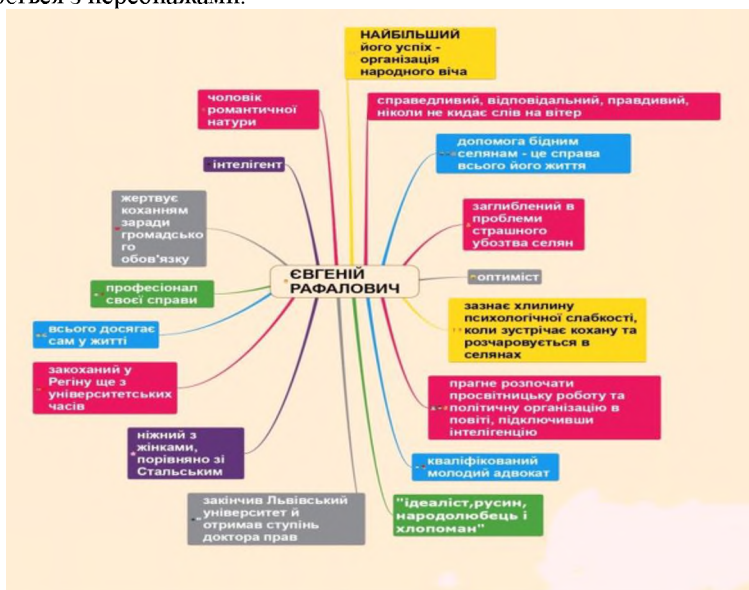 персонажами.
НАЙБІЛЬШИЙ
його успіх -
організація
народного віча
чоловік
романтичної
натури
справедливий, відповідальний, правдивий,
ніколи не кидає слів на вітер
інтелігент
допомога бідним
селянам - це справа
всього його життя
жертвує
коханням
заради
громадсько
го
обов'язку
заглиблений в
проблеми
страшного
убозтва селян
ЄВГЕНІЙ
РАФАЛОВИЧ
оптиміст
професіонал
своєї справи
зазнає хлилину
психологічної слабкості,
коли зустрічає кохану та
розчаровується в
селянах
всього досягає
сам у житті
закоханий у
Регіну ще з
університетських
часів
прагне розпочати
просвітницьку роботу та
політичну організацію в
повіті, підключивши
інтелігенцію
ніжний з
жінками,
порівняно зі
Стальським
кваліфікований
молодий адвокат
закінчив Львівський
університет й
отримав ступінь
доктора прав
"ідеаліст,русин,
народолюбець і
хлопоман"